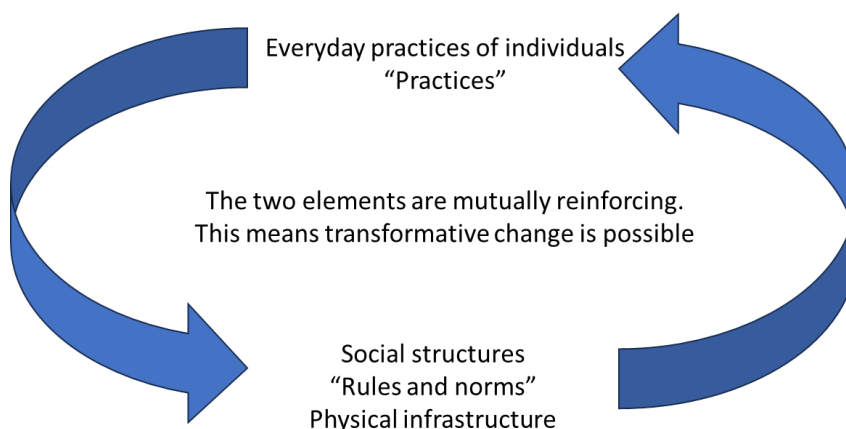 Everyday practices of individuals
“Practices”
The two elements are mutually reinforcing.
This means transformative change is possible
Social structures
“Rules and norms”
Physical infrastructure